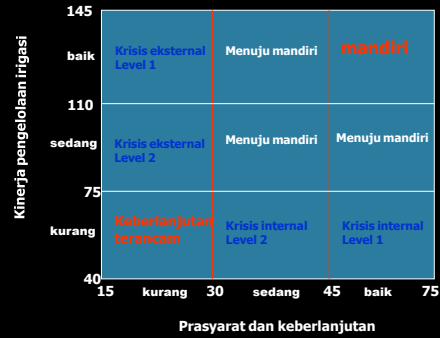 Kinerja pengelolaan irigasi
145
baik
Krisis eksternal
Level 1
Menuju mandiri
mandiri
110
sedang
Krisis eksternal
Level 2
Menuju mandiri
Menuju mandiri
75
kurang
Keberlanjutan
terancam
Krisis internal
Level 2
Krisis internal
Level 1
40
15 kurang 30 sedang 45 baik 75
Prasyarat dan keberlanjutan